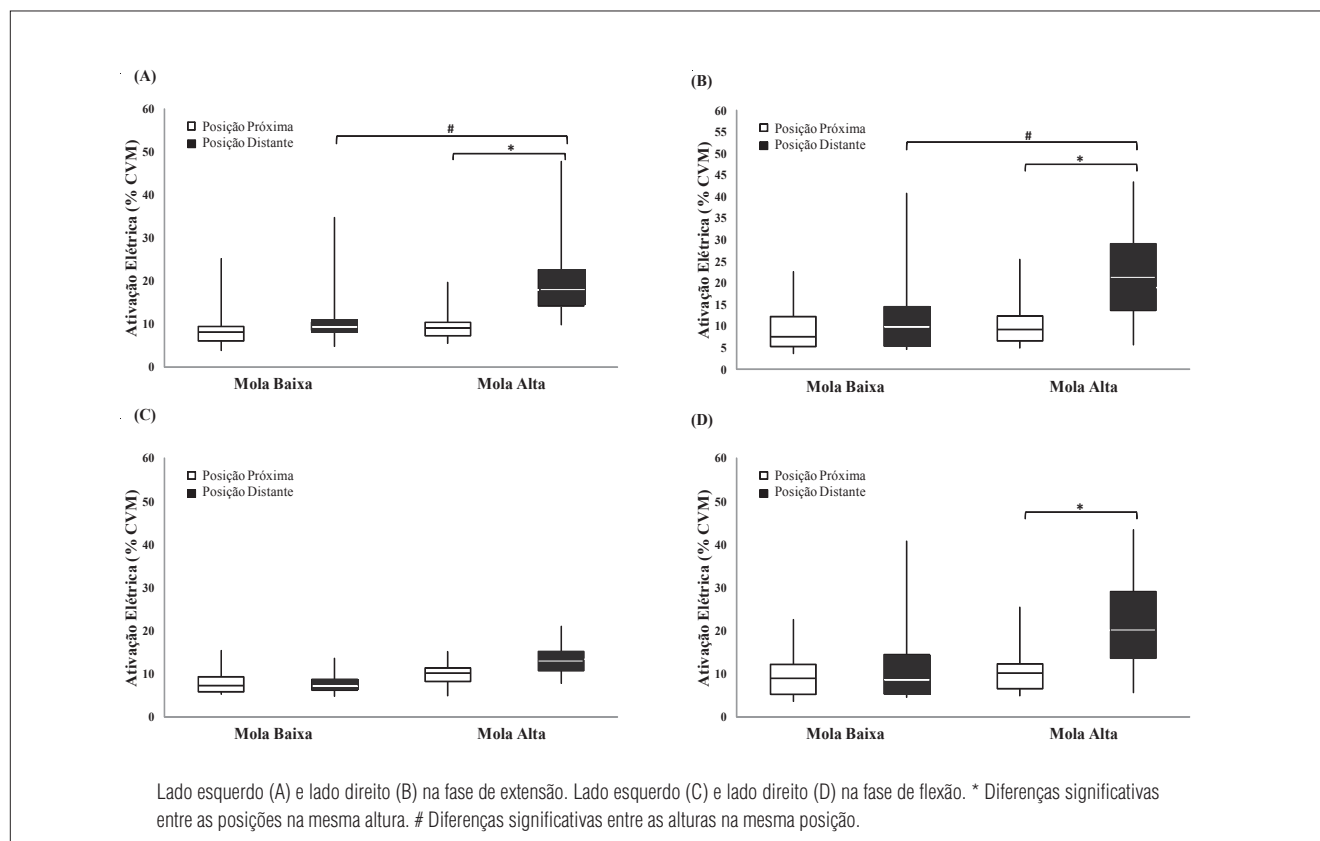 (A)
Ativação Elétrica (% CVM)
60
50
40
30
20
10
0
Posição Próxima
Posição Distante
#
*
Mola Baixa
Mola Alta
(B)
Ativação Elétrica (% CVM)
60
55
50
45
40
35
30
25
20
15
10
5
0
Posição Próxima
Posição Distante
#
*
Mola Baixa
Mola Alta
(C)
Ativação Elétrica (% CVM)
60
50
40
30
20
10
0
Posição Próxima
Posição Distante
Mola Baixa
Mola Alta
(D)
Ativação Elétrica (% CVM)
60
50
40
30
20
10
0
Posição Próxima
Posição Distante
*
Mola Baixa
Mola Alta
Lado esquerdo (A) e lado direito (B) na fase de extensão. Lado esquerdo (C) e lado direito (D) na fase de flexão. * Diferenças significativas
entre as posições na mesma altura. # Diferenças significativas entre as alturas na mesma posição.